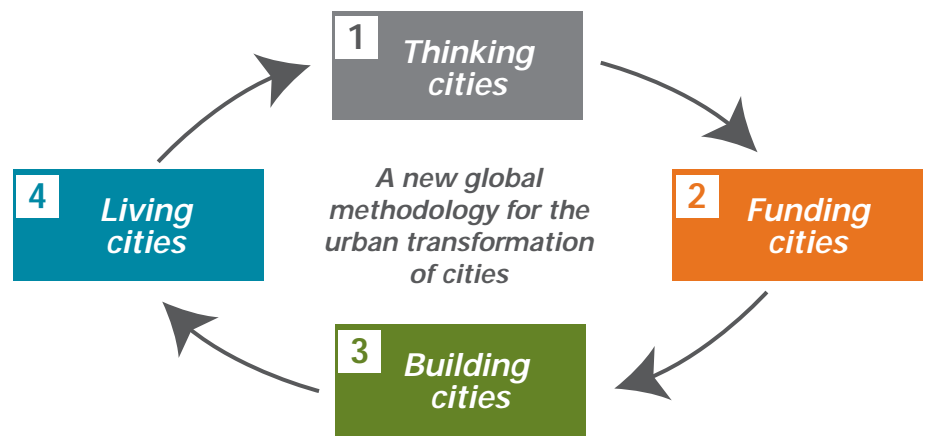 1
Thinking
cities
2
Funding
cities
3
Building
cities
4
Living
cities
A new global
methodology for the
urban transformation
of cities